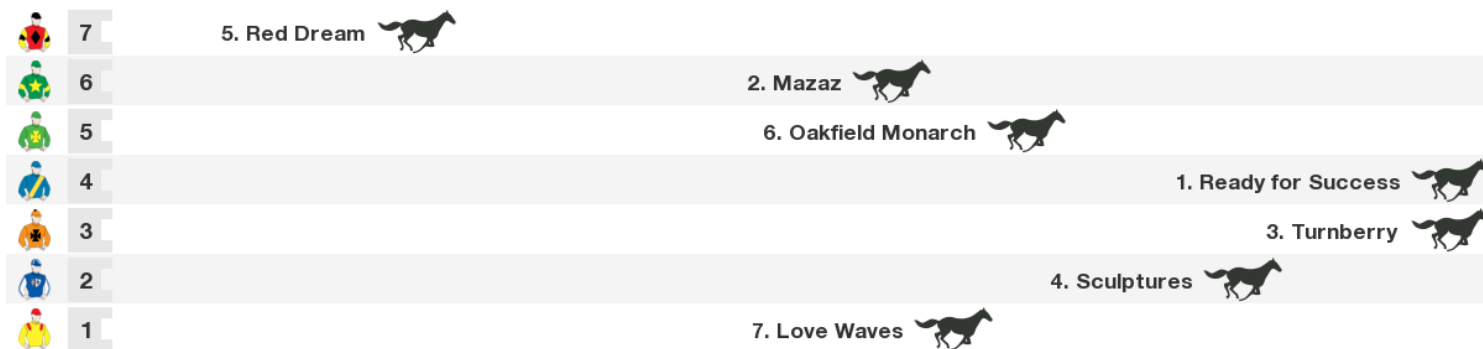 7 5. Red Dream
6 2. Mazaz
5 6. Oakfield Monarch
4 1. Ready for Success
3 3. Turnberry
2 4. Sculptures
1 7. Love Waves